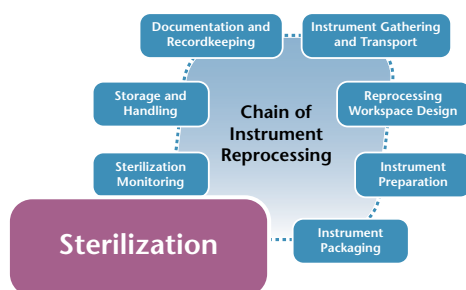 Documentation and
Recordkeeping
Instrument Gathering
and Transport
Storage and
Handling
Chain of
Instrument
Reprocessing
Reprocessing
Workspace Design
Sterilization
Monitoring
Instrument
Preparation
Sterilization
Instrument
Packaging